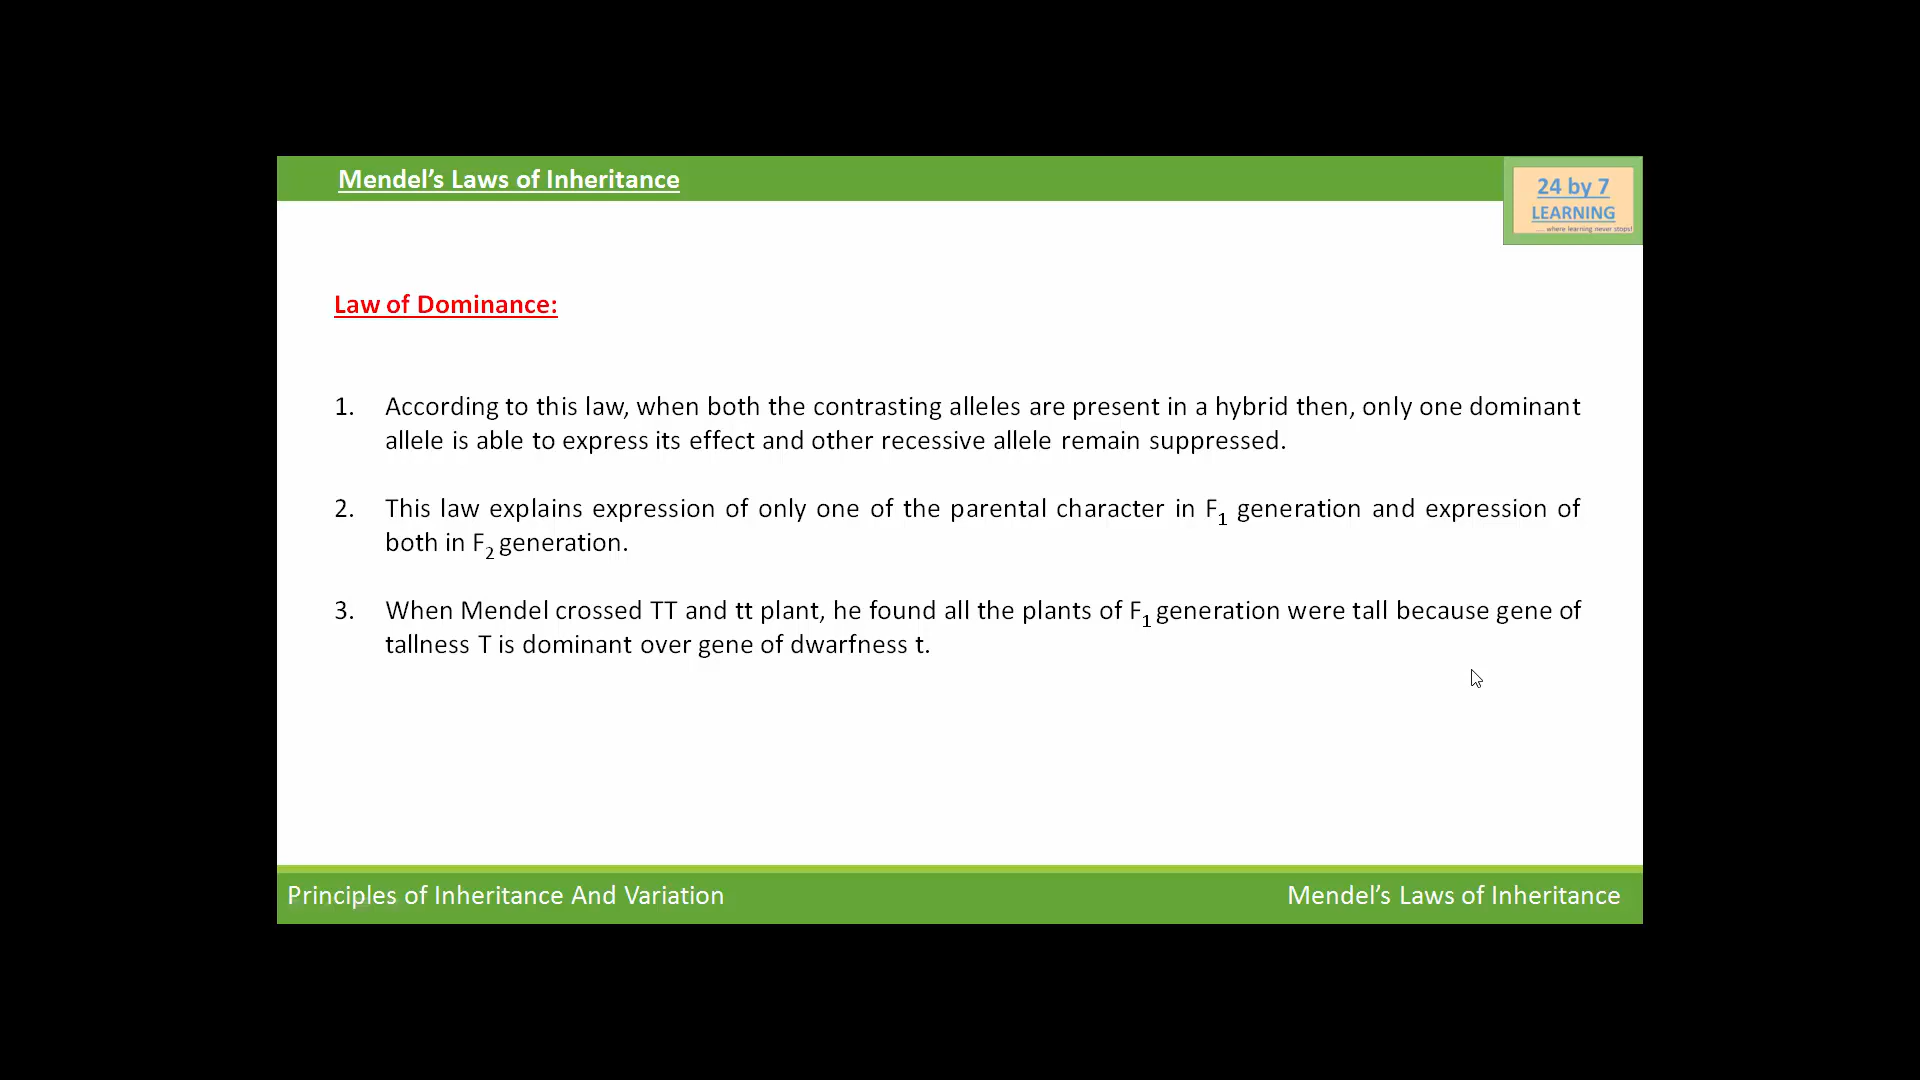 Mendel’s Laws of Inheritance
24 by 7
LEARNING
.... where learning never stops!
Law of Dominance:
1. According to this law, when both the contrasting alleles are present in a hybrid then, only one dominant
allele is able to express its effect and other recessive allele remain suppressed.
2. This law explains expression of only one of the parental character in F1 generation and expression of
both in F2 generation.
3. When Mendel crossed TT and tt plant, he found all the plants of F1 generation were tall because gene of
tallness T is dominant over gene of dwarfness t.
Principles of Inheritance And Variation
Mendel’s Laws of Inheritance